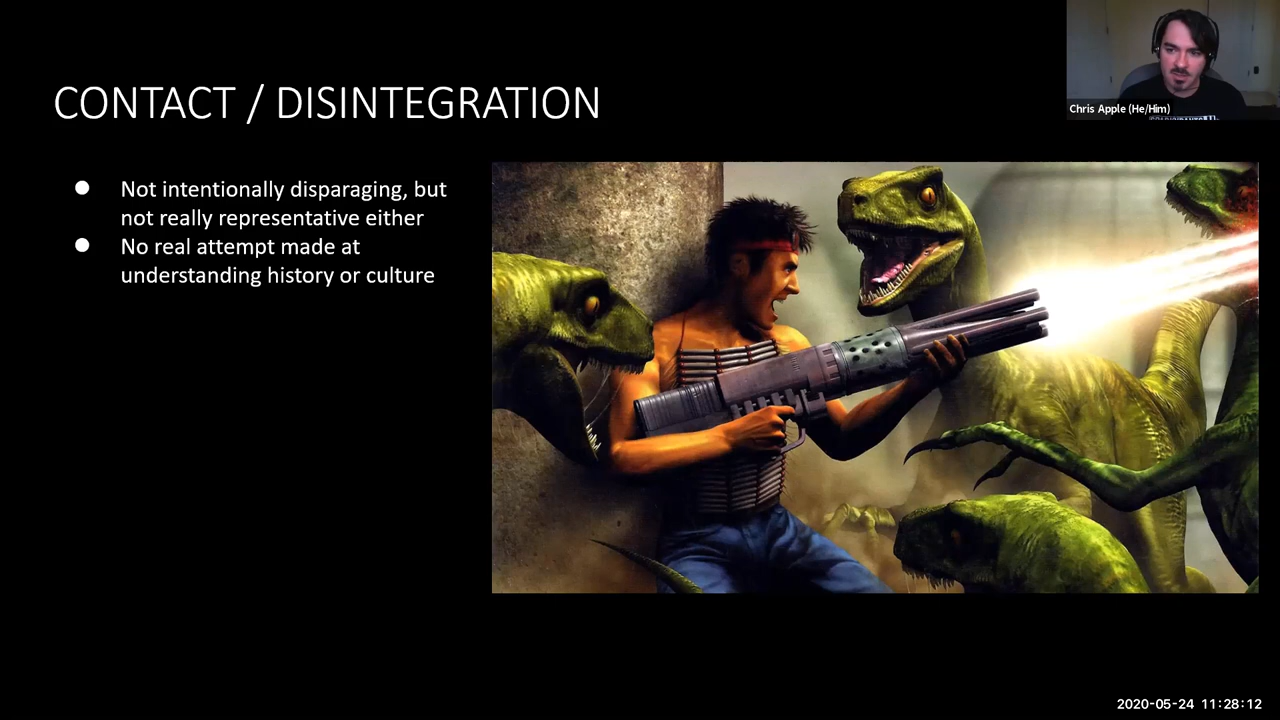 CONTACT / DISINTEGRATION
Chris Apple (He/Him)
● Not intentionally disparaging, but
not really representative either
● No real attempt made at
understanding history or culture
2020-05-24 11:28:12